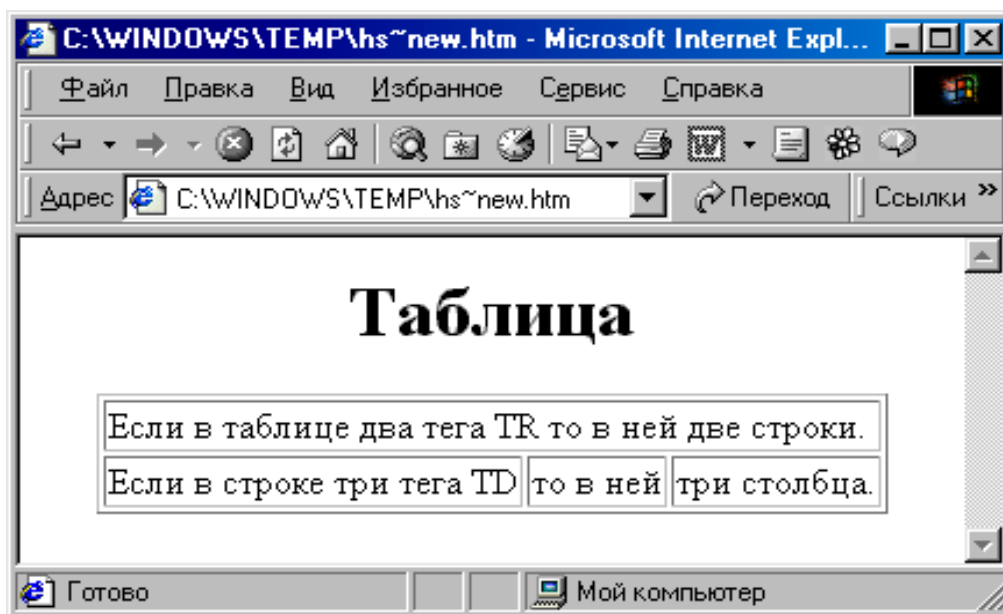 C:\WINDOWS\TEMP\hs~new.htm - Microsoft Internet Expl...
Файл Правка Вид Избранное Сервис Справка
Адрес C:\WINDOWS\TEMP\hs~new.htm Переход Ссылки »
Таблица
Если в таблице два тега TR то в ней две строки.
Если в строке три тега TD то в ней три столбца.
Готово Мой компьютер